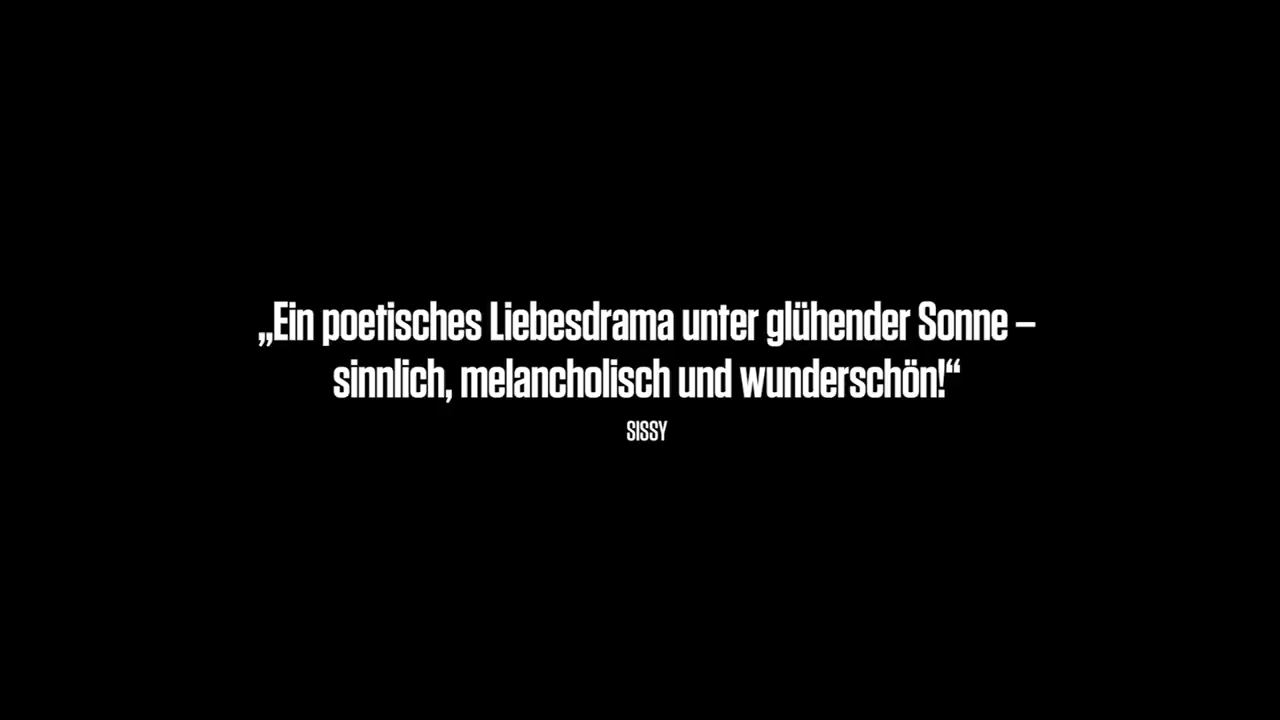 „Ein poetisches Liebesdrama unter glühender Sonne –
sinnlich, melancholisch und wunderschön!“
SISSY